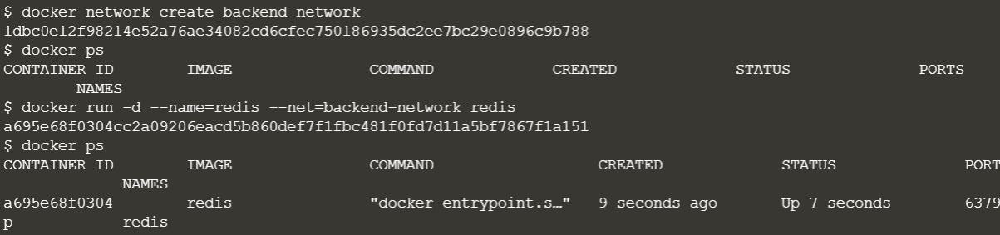 $ docker network create backend-network
1dbc0e12f98214e52a76ae34082cd6cfec750186935dc2ee7bc29e0896c9b788
$ docker ps
CONTAINER ID        IMAGE               COMMAND             CREATED             STATUS              PORTS
        NAMES
$ docker run -d --name=redis --net=backend-network redis
a695e68f0304cc2a09206eacd5b860def7f1fbc481f0fd7d11a5bf7867f1a151
$ docker ps
CONTAINER ID        IMAGE               COMMAND                  CREATED             STATUS              PORT
             NAMES
a695e68f0304        redis               "docker-entrypoint.s…"   9 seconds ago       Up 7 seconds        6379
p            redis